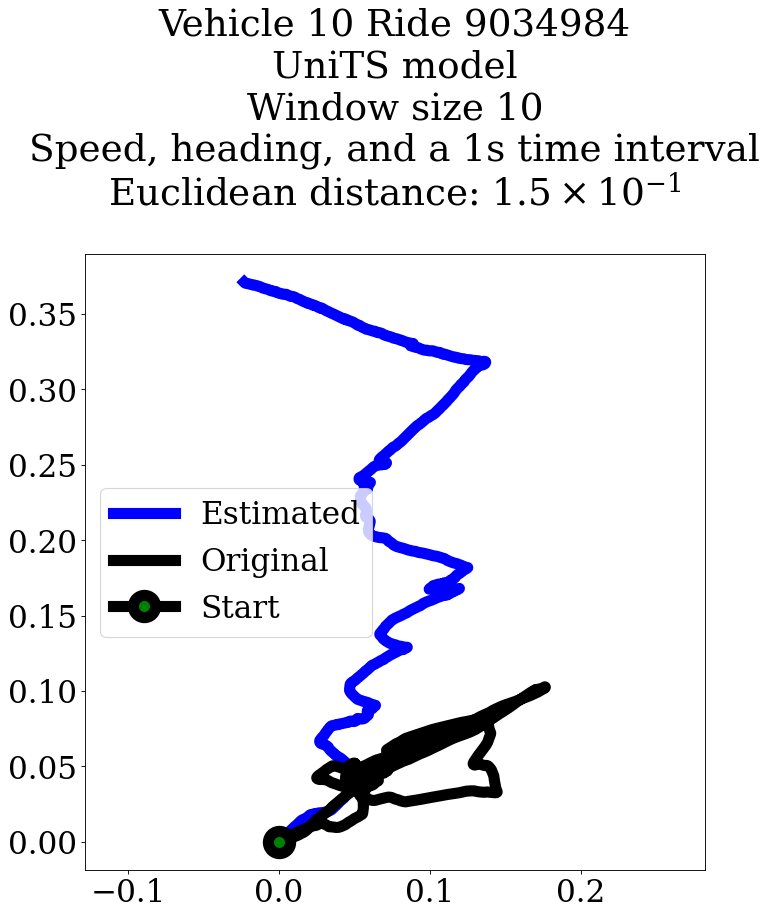 Vehicle 10 Ride 9034984
UniTS model
Window size 10
Speed, heading, and a 1s time interval
Euclidean distance: 1.5 × 10⁻¹
0.35
0.30
0.25
0.20
0.15
0.10
0.05
0.00
Estimated
Original
Start
−0.1 0.0 0.1 0.2